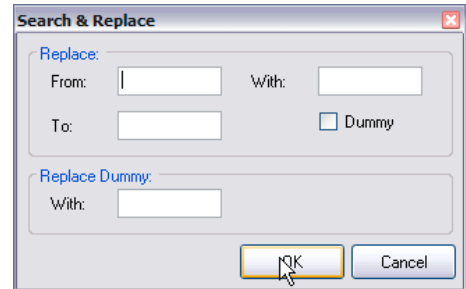 Search & Replace
Replace:
From: With:
To: Dummy
Replace Dummy:
With:
OK Cancel